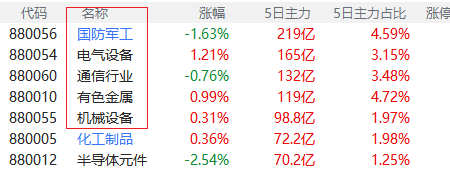 代码 名称 涨幅 5日主力 5日主力占比 涨停
880056 国防军工 -1.63% 219亿 4.59%
880054 电气设备 1.21% 165亿 3.15%
880060 通信行业 -0.76% 132亿 3.48%
880010 有色金属 0.99% 119亿 4.72%
880055 机械设备 0.31% 98.8亿 1.97%
880005 化工制品 0.36% 72.2亿 1.98%
880012 半导体元件 -2.54% 70.2亿 1.25%